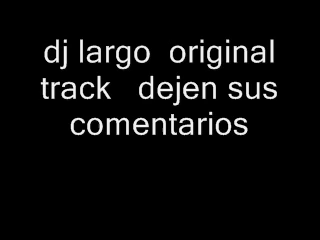 dj largo  original
track   dejen sus
comentarios